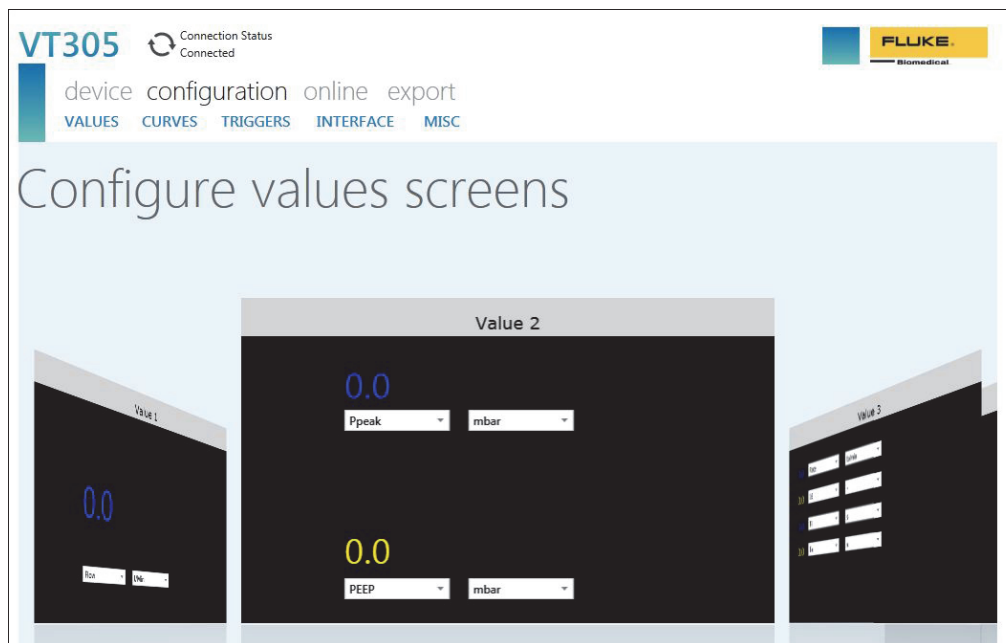 VT305
Connection Status
Connected
FLUKE®
Biomedical
device configuration online export
VALUES CURVES TRIGGERS INTERFACE MISC
Configure values screens
Value 1
0.0
Flow
Value 2
0.0
Ppeak mbar
0.0
PEEP mbar
Value 3